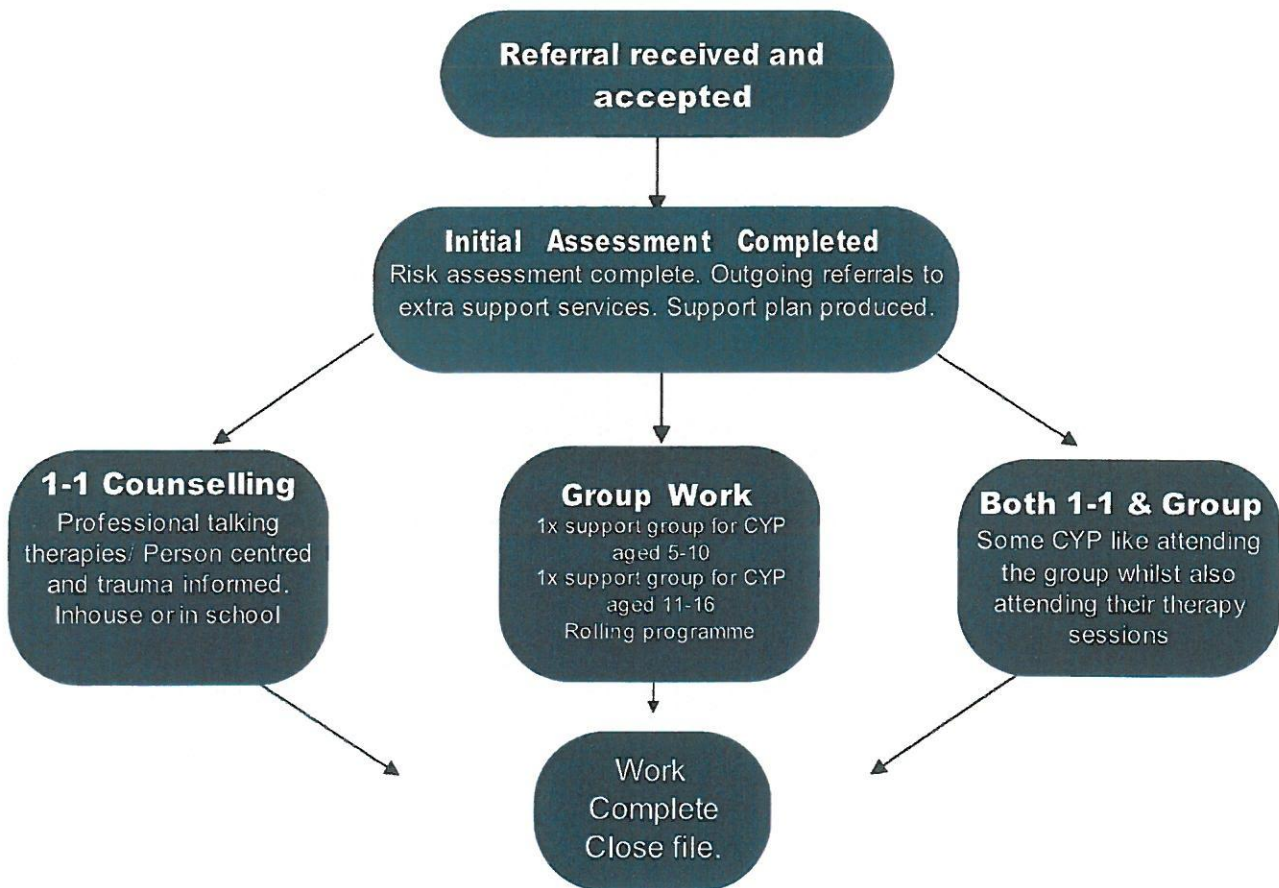 Referral received and
accepted
Initial Assessment Completed
Risk assessment complete. Outgoing referrals to
extra support services. Support plan produced.
1-1 Counselling
Professional talking
therapies/ Person centred
and trauma informed.
Inhouse or in school
Group Work
1x support group for CYP
aged 5-10
1x support group for CYP
aged 11-16
Rolling programme
Both 1-1 & Group
Some CYP like attending
the group whilst also
attending their therapy
sessions
Work
Complete
Close file.